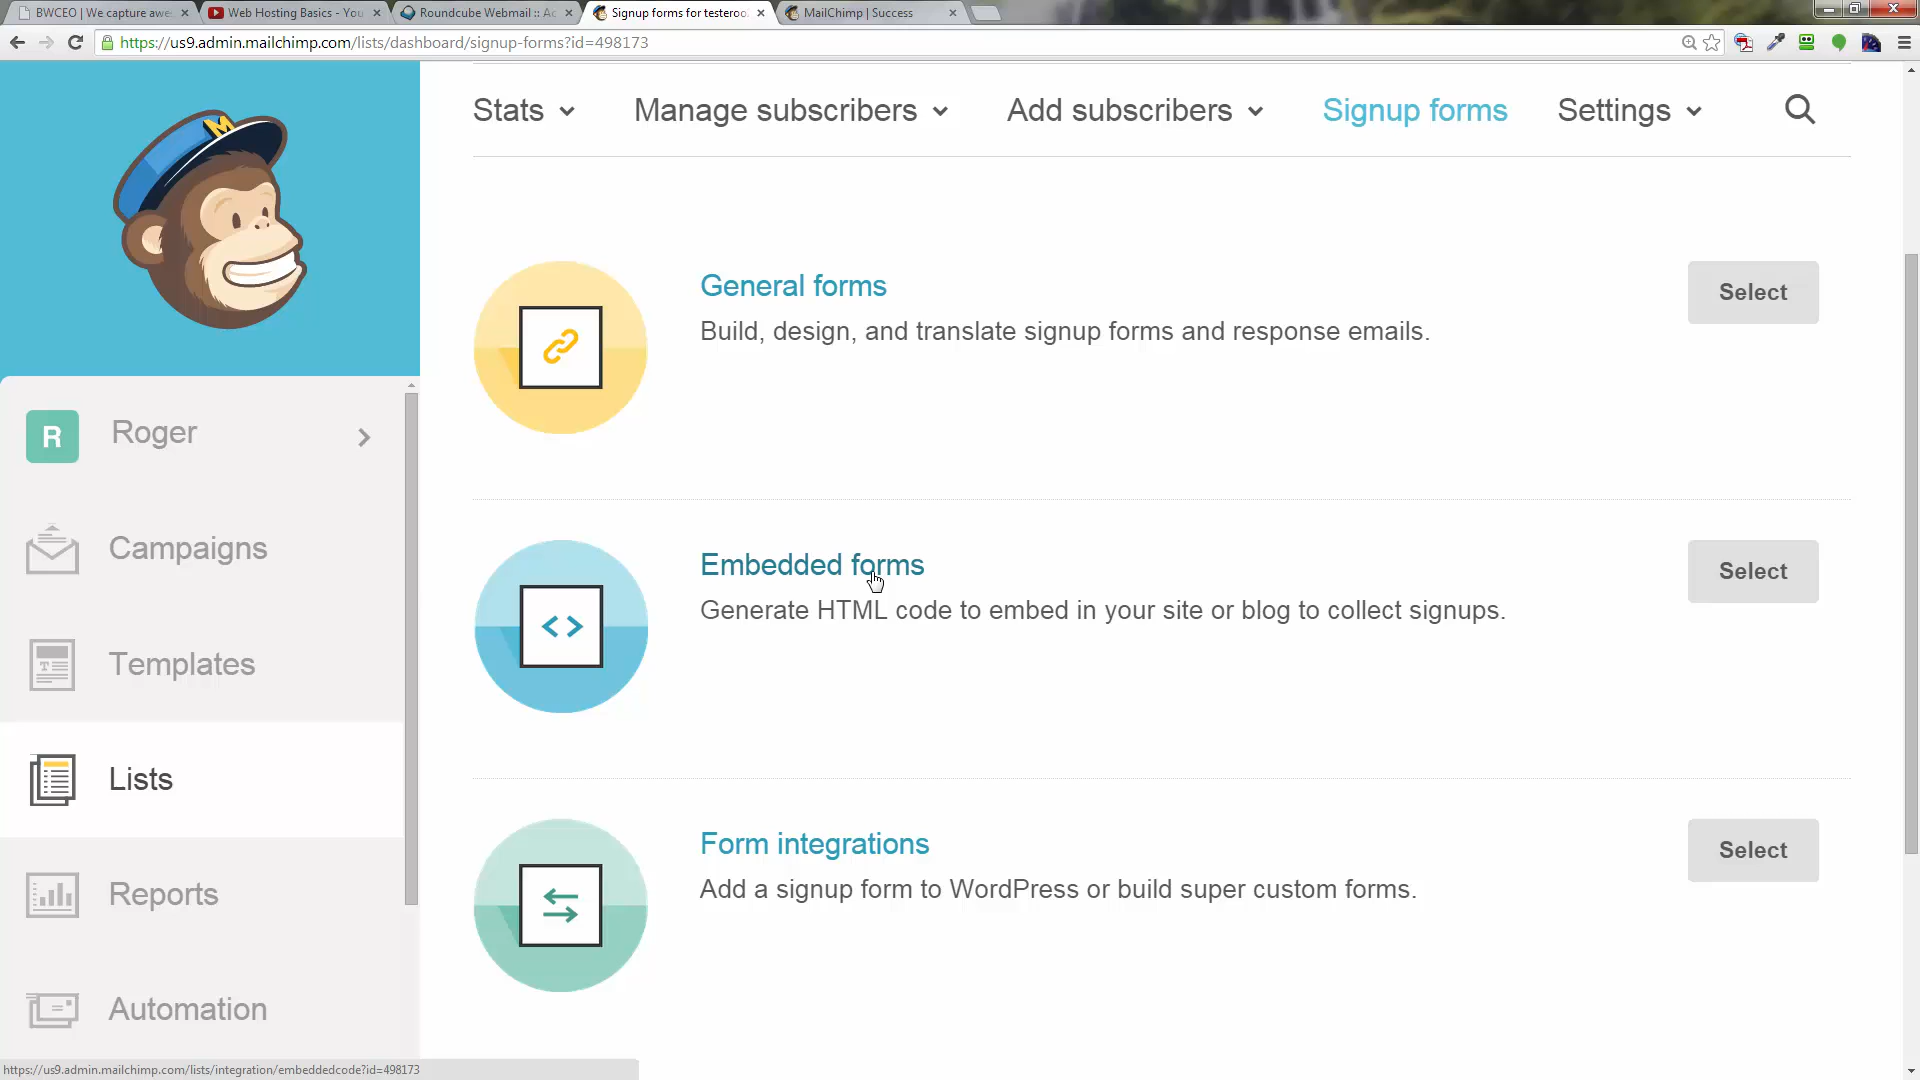 BWCEO | We capture awe
Web Hosting Basics - You
Roundcube Webmail :: Ac
Signup forms for testeroo
MailChimp | Success
https://us9.admin.mailchimp.com/lists/dashboard/signup-forms?id=498173
Stats
Manage subscribers
Add subscribers
Signup forms
Settings
M
R
Roger
Campaigns
Templates
Lists
Reports
Automation
General forms
Build, design, and translate signup forms and response emails.
Select
Embedded forms
Generate HTML code to embed in your site or blog to collect signups.
Select
Form integrations
Add a signup form to WordPress or build super custom forms.
Select
https://us9.admin.mailchimp.com/lists/integration/embeddedcode?id=498173